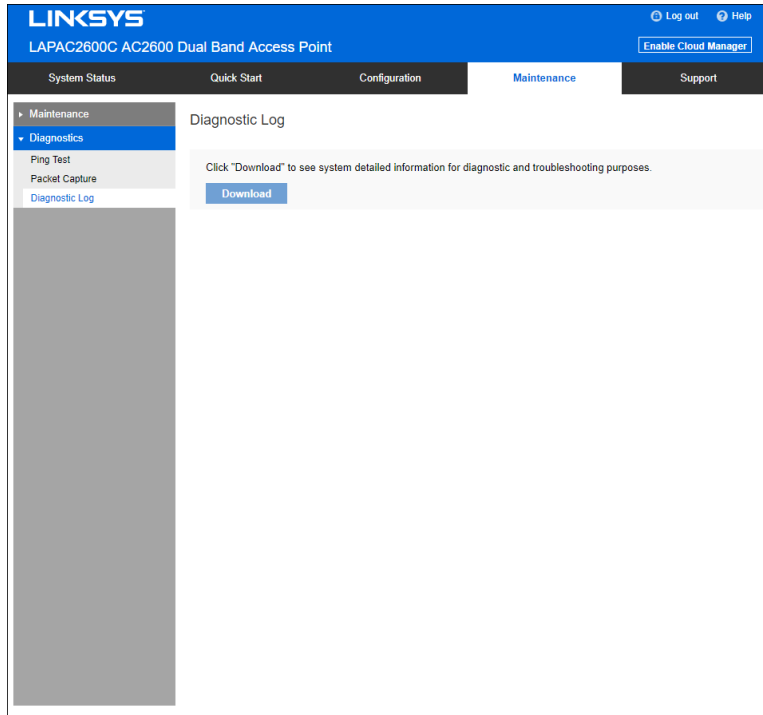 LINKSYS
Log out
Help
LAPAC2600C AC2600 Dual Band Access Point
Enable Cloud Manager
System Status
Quick Start
Configuration
Maintenance
Support
Maintenance
Diagnostics
Ping Test
Packet Capture
Diagnostic Log
Diagnostic Log
Click "Download" to see system detailed information for diagnostic and troubleshooting purposes.
Download